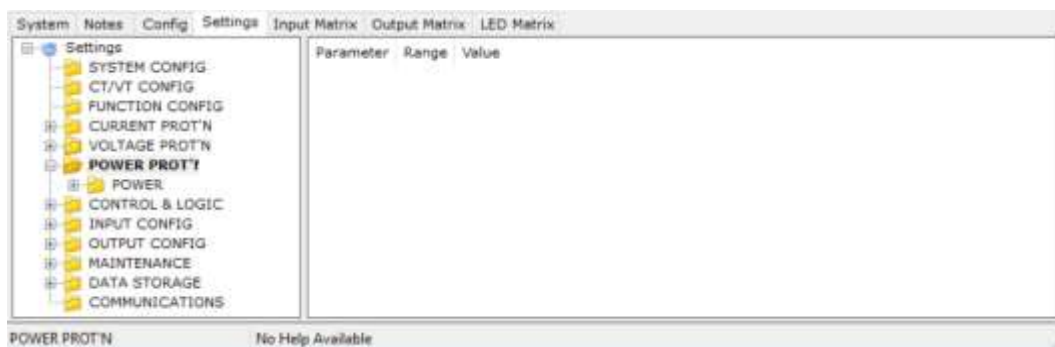 System Notes Config Settings Input Matrix Output Matrix LED Matrix
Settings
Parameter Range Value
SYSTEM CONFIG
CT/VT CONFIG
FUNCTION CONFIG
CURRENT PROT'N
VOLTAGE PROT'N
POWER PROT'I
POWER
CONTROL & LOGIC
INPUT CONFIG
OUTPUT CONFIG
MAINTENANCE
DATA STORAGE
COMMUNICATIONS
POWER PROT'N No Help Available